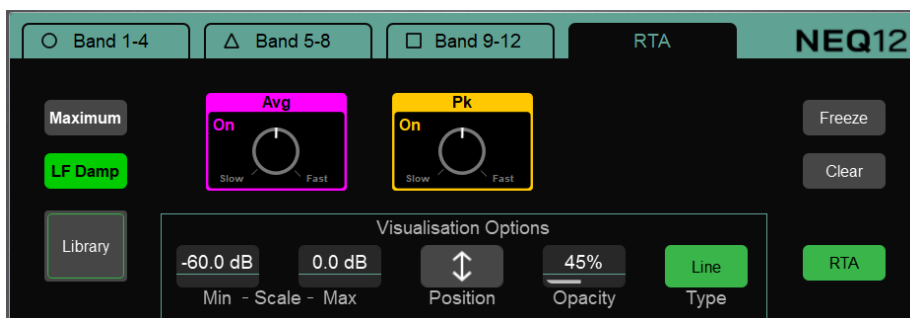 Band 1-4
Band 5-8
Band 9-12
RTA
NEQ12
Maximum
Avg
On
Slow
Fast
Pk
On
Slow
Fast
Freeze
LF Damp
Clear
Library
Visualisation Options
-60.0 dB
0.0 dB
45%
Line
RTA
Min - Scale - Max
Position
Opacity
Type